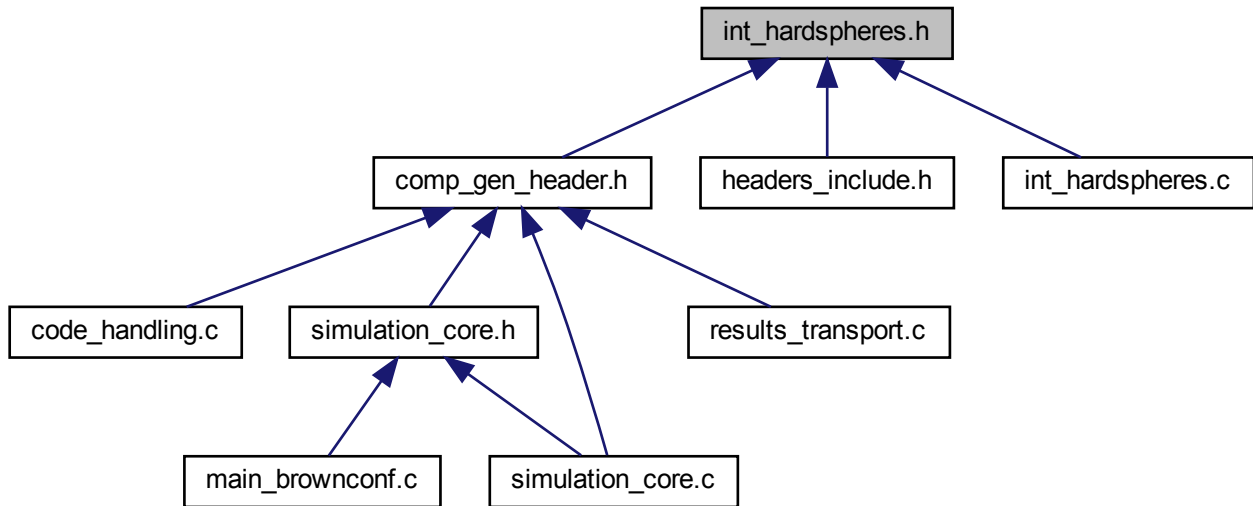 int_hardspheres.h
comp_gen_header.h
headers_include.h
int_hardspheres.c
code_handling.c
simulation_core.h
results_transport.c
main_brownconf.c
simulation_core.c